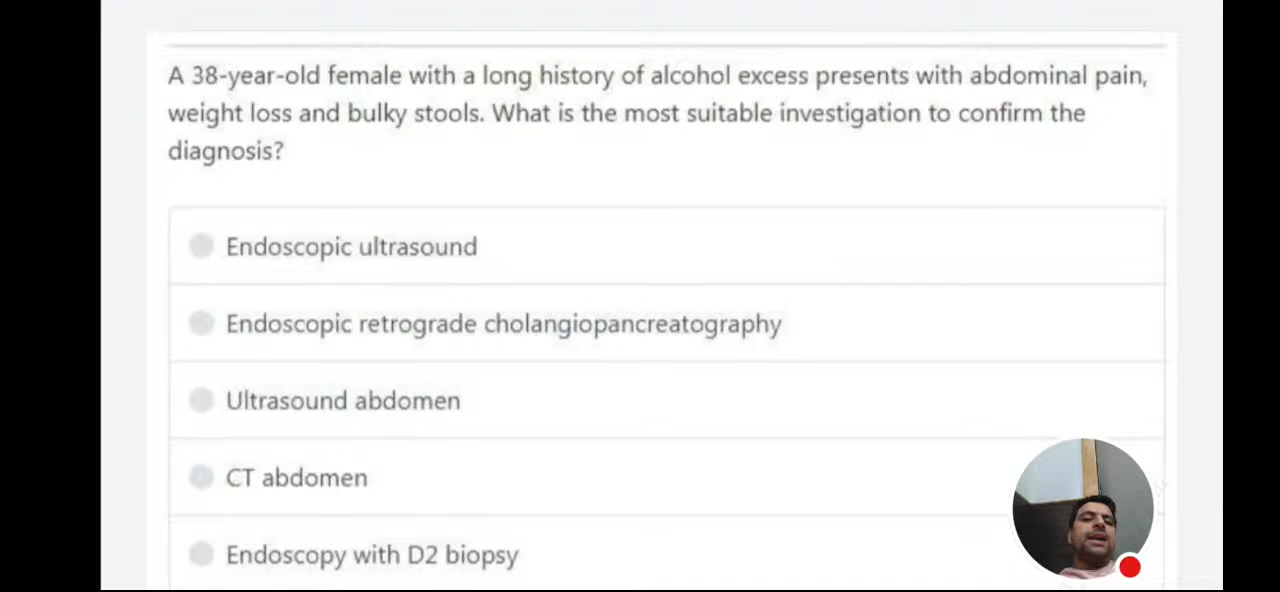 A 38-year-old female with a long history of alcohol excess presents with abdominal pain,
weight loss and bulky stools. What is the most suitable investigation to confirm the
diagnosis?
Endoscopic ultrasound
Endoscopic retrograde cholangiopancreatography
Ultrasound abdomen
CT abdomen
Endoscopy with D2 biopsy